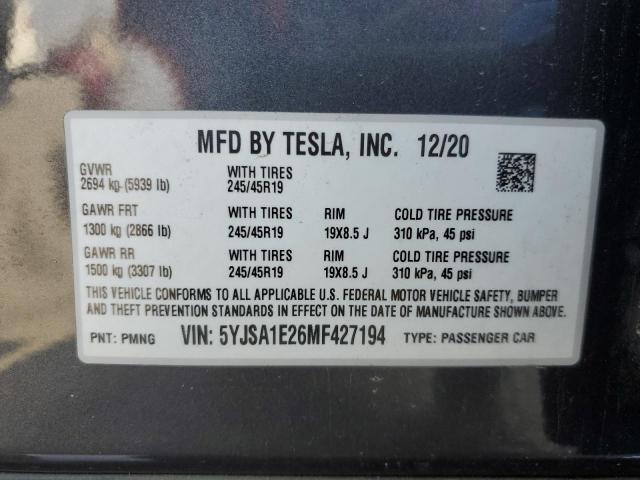 MFD BY TESLA, INC. 12/20
GVWR WITH TIRES
2694 kg (5939 lb) 245/45R19
GAWR FRT WITH TIRES RIM COLD TIRE PRESSURE
1300 kg (2866 lb) 245/45R19 19X8.5 J 310 kPa, 45 psi
GAWR RR WITH TIRES RIM COLD TIRE PRESSURE
1500 kg (3307 lb) 245/45R19 19X8.5 J 310 kPa, 45 psi
THIS VEHICLE CONFORMS TO ALL APPLICABLE U.S. FEDERAL MOTOR VEHICLE SAFETY, BUMPER
AND THEFT PREVENTION STANDARDS IN EFFECT ON THE DATE OF MANUFACTURE SHOWN ABOVE.
PNT: PMNG VIN: 5YJSA1E26MF427194 TYPE: PASSENGER CAR